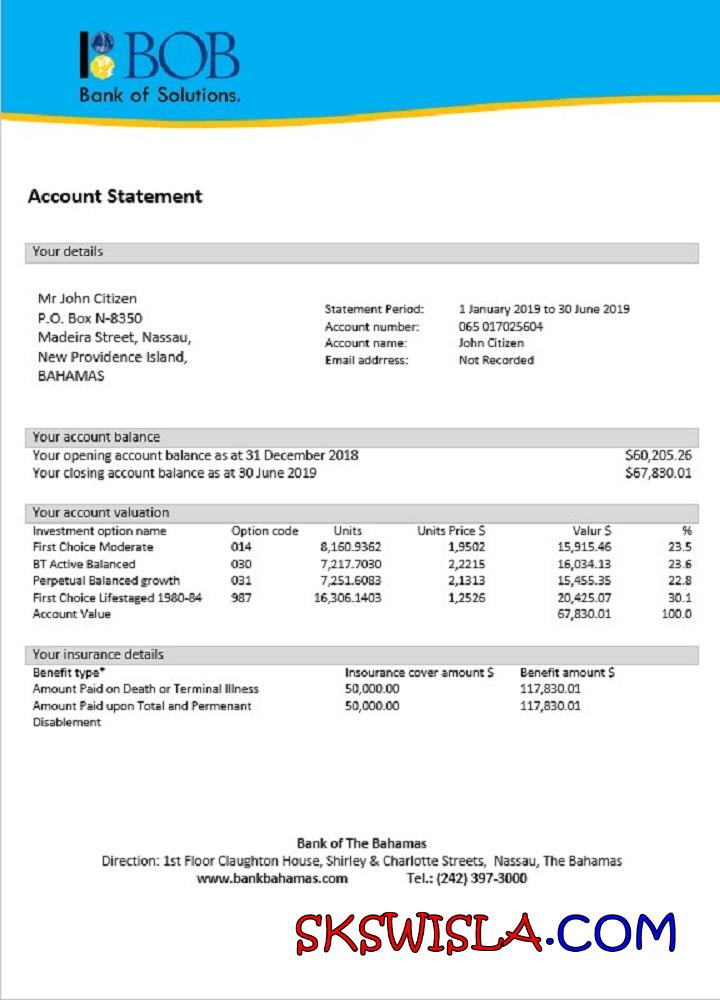 BOB
Bank of Solutions.
Account Statement
Your details
Mr John Citizen
P.O. Box N-8350
Madeira Street, Nassau,
New Providence Island,
BAHAMAS
Statement Period: 1 January 2019 to 30 June 2019
Account number: 065 017025604
Account name: John Citizen
Email addrress: Not Recorded
Your account balance
Your opening account balance as at 31 December 2018 $60,205.26
Your closing account balance as at 30 June 2019 $67,830.01
Your account valuation
Investment option name Option code Units Units Price $ Valur $ %
First Choice Moderate 014 8,160.9362 1,9502 15,915.46 23.5
BT Active Balanced 030 7,217.7030 2,2215 16,034.13 23.6
Perpetual Balanced growth 031 7,251.6083 2,1313 15,455.35 22.8
First Choice Lifestaged 1980-84 987 16,306.1403 1,2526 20,425.07 30.1
Account Value 67,830.01 100.0
Your insurance details
Benefit type* Insourance cover amount $ Benefit amount $
Amount Paid on Death or Terminal Illness 50,000.00 117,830.01
Amount Paid upon Total and Permenant 50,000.00 117,830.01
Disablement
Bank of The Bahamas
Direction: 1st Floor Claughton House, Shirley & Charlotte Streets, Nassau, The Bahamas
www.bankbahamas.com Tel.: (242) 397-3000
SKSWISLA.COM